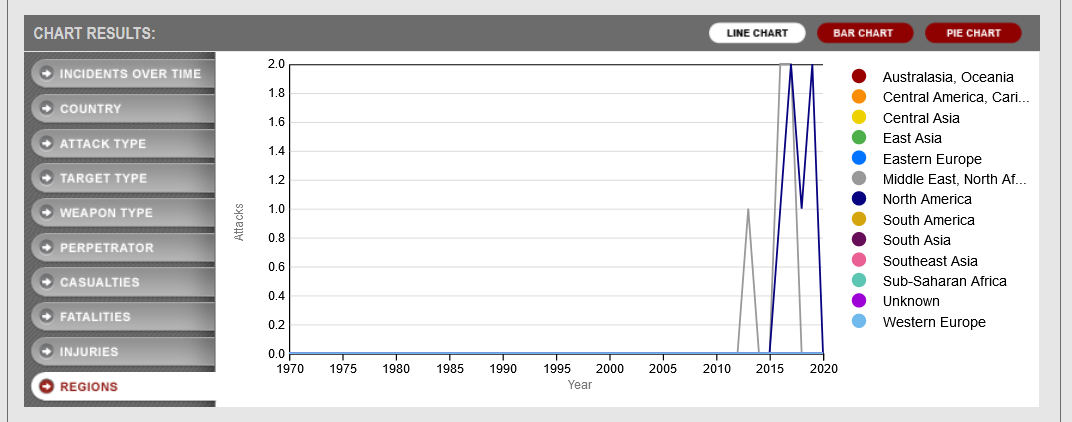 CHART RESULTS:
LINE CHART
BAR CHART
PIE CHART
INCIDENTS OVER TIME
COUNTRY
ATTACK TYPE
TARGET TYPE
WEAPON TYPE
PERPETRATOR
CASUALTIES
FATALITIES
INJURIES
REGIONS
2.0
1.8
1.6
1.4
1.2
1.0
0.8
0.6
0.4
0.2
0.0
Attacks
1970 1975 1980 1985 1990 1995 2000 2005 2010 2015 2020
Year
Australasia, Oceania
Central America, Cari...
Central Asia
East Asia
Eastern Europe
Middle East, North Af...
North America
South America
South Asia
Southeast Asia
Sub-Saharan Africa
Unknown
Western Europe